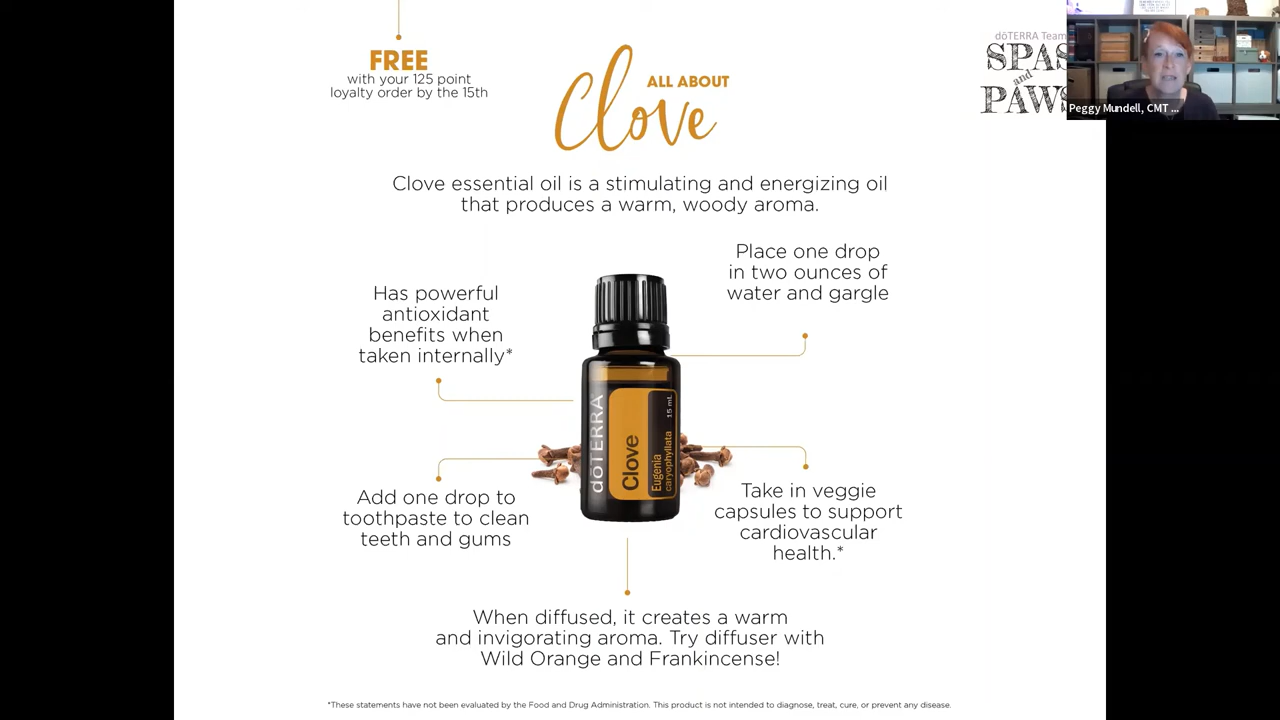 FREE
with your 125 point
loyalty order by the 15th
ALL ABOUT
Clove
dōTERRA Team
SPAS
and
PAWS
Peggy Mundell, CMT ...
Clove essential oil is a stimulating and energizing oil
that produces a warm, woody aroma.
Place one drop
in two ounces of
water and gargle
Has powerful
antioxidant
benefits when
taken internally*
dōTERRA
Clove
Eugenia
caryophyllata
15 mL
Add one drop to
toothpaste to clean
teeth and gums
Take in veggie
capsules to support
cardiovascular
health.*
When diffused, it creates a warm
and invigorating aroma. Try diffuser with
Wild Orange and Frankincense!
*These statements have not been evaluated by the Food and Drug Administration. This product is not intended to diagnose, treat, cure, or prevent any disease.